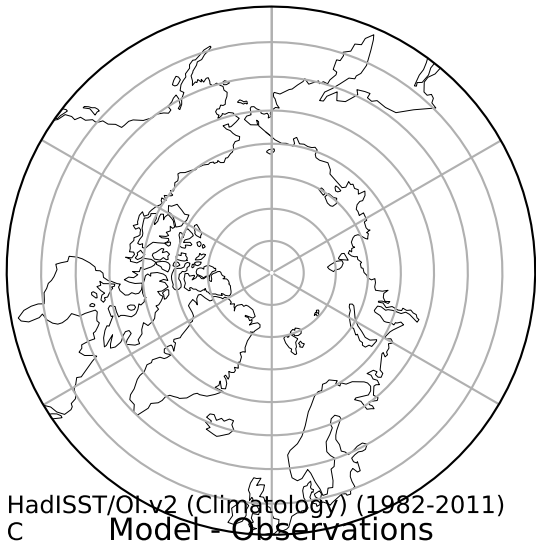 HadISST/OI.v2 (Climatology) (1982-2011)
C Model - Observations